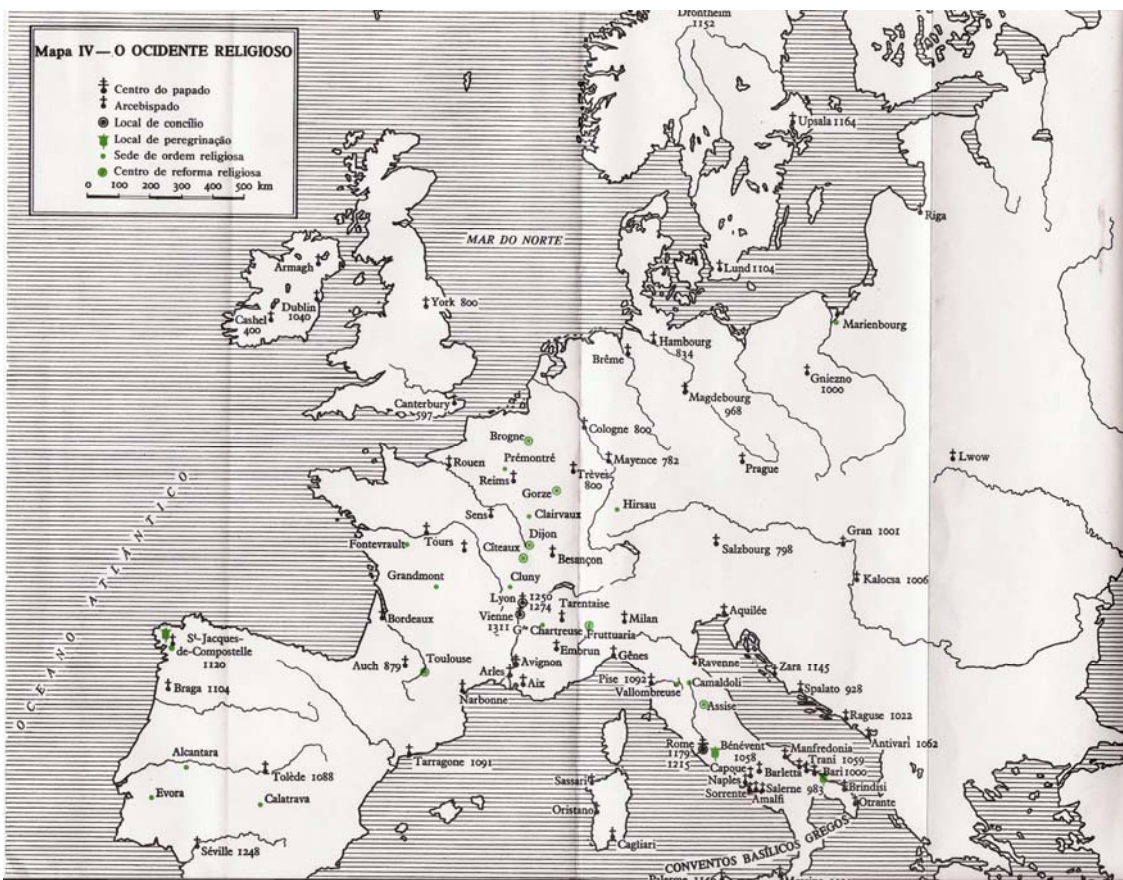 Mapa IV — O OCIDENTE RELIGIOSO
Centro do papado
Arcebispado
Local de concílio
Local de peregrinação
Sede de ordem religiosa
Centro de reforma religiosa
0 100 200 300 400 500 km
Drontheim
1152
Upsala 1164
Riga
MAR DO NORTE
Lund 1104
Armagh
Dublin
1040
Cashel
400
York 800
Marienbourg
Hambourg
834
Brême
Gniezno
1000
Magdebourg
968
Canterbury
597
Cologne 800
Brogne
Rouen
Prémontré
Mayence 782
Prague
Lwow
Reims
Trèves
800
Gorze
Hirsau
Sens
Clairvaux
Dijon
Gran 1001
Fontevrault
Tours
Cîteaux
Besançon
Salzbourg 798
Kalocsa 1006
Grandmont
Cluny
Lyon
1250
1274
Tarentaise
Vienne
1311
Milan
Aquilée
Bordeaux
Gde Chartreuse
Fruttuaria
OCEANO ATLÂNTICO
St-Jacques-
de-Compostelle
1120
Embrun
Gênes
Ravenne
Zara 1145
Auch 879
Toulouse
Avignon
Arles
Aix
Pise 1092
Camaldoli
Vallombreuse
Spalato 928
Braga 1104
Narbonne
Assise
Raguse 1022
Antivari 1062
Rome
1179
1215
Bénévent
1058
Manfredonia
Trani 1059
Alcantara
Tarragone 1091
Tolède 1088
Capoue
Barletta
Bari 1000
Sassari
Naples
Salerne 983
Brindisi
Sorrente
Amalfi
Otrante
Evora
Calatrava
Oristano
Séville 1248
Cagliari
CONVENTOS BASÍLICOS GREGOS